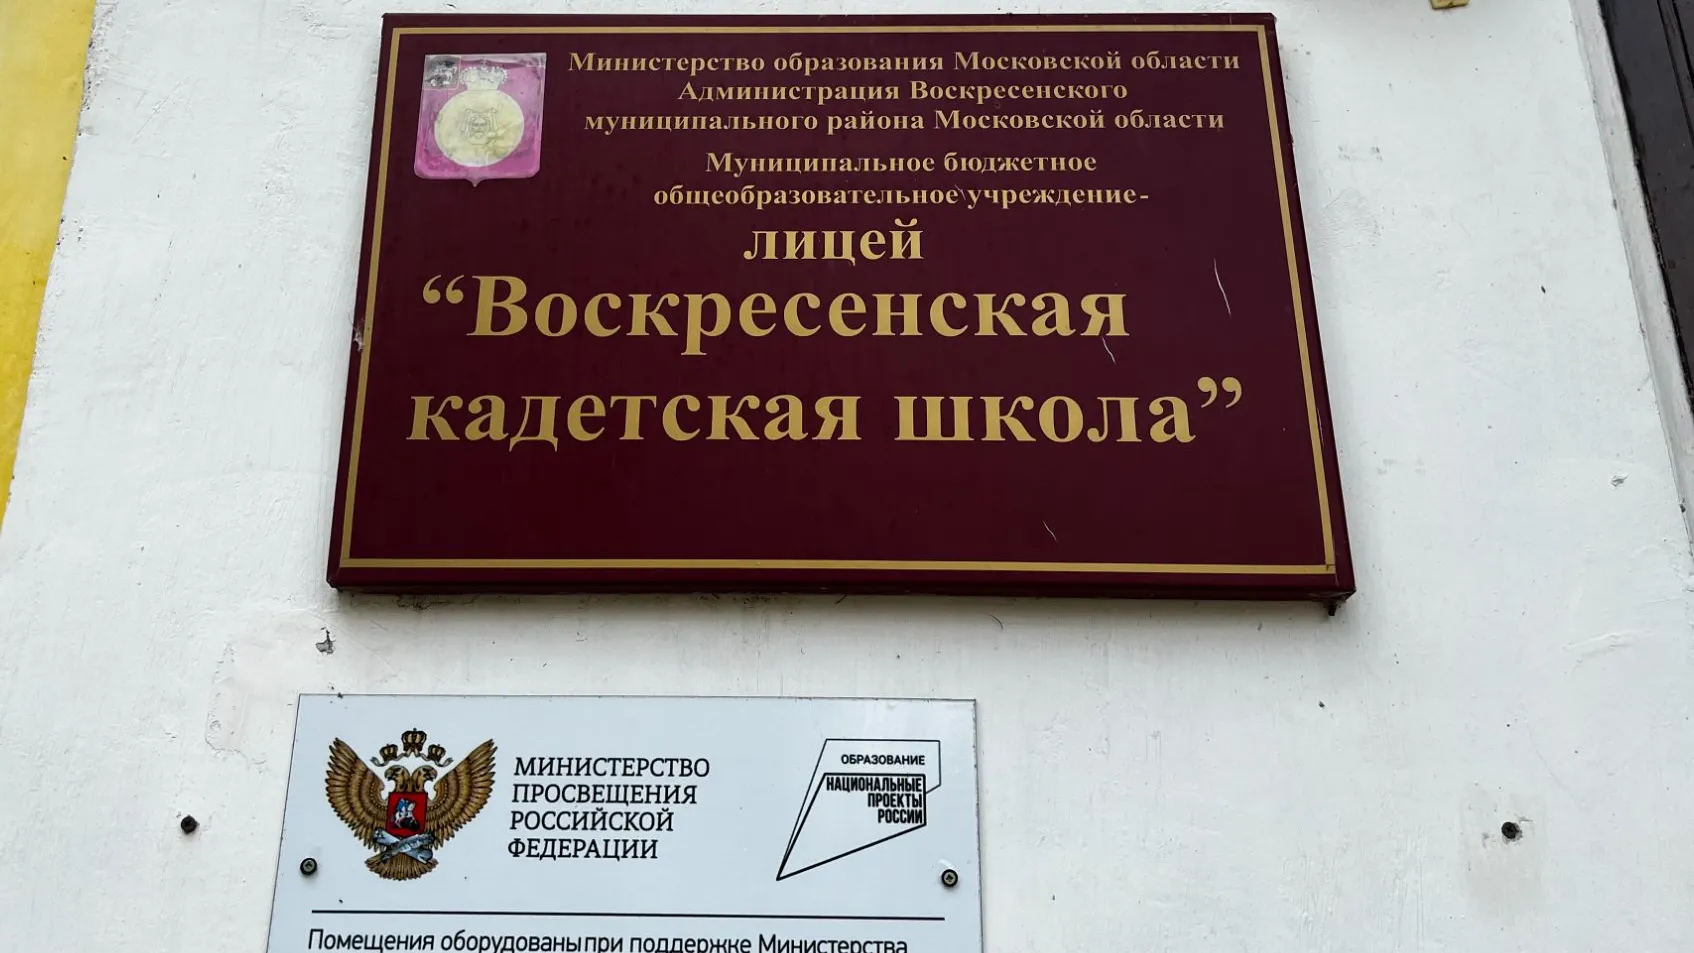 Министерство образования Московской области
Администрация Воскресенского
муниципального района Московской области
Муниципальное бюджетное
общеобразовательное учреждение-
лицей
“Воскресенская
кадетская школа”
МИНИСТЕРСТВО
ПРОСВЕЩЕНИЯ
РОССИЙСКОЙ
ФЕДЕРАЦИИ
ОБРАЗОВАНИЕ
НАЦИОНАЛЬНЫЕ
ПРОЕКТЫ
РОССИИ
Помещения оборудованы при поддержке Министерства